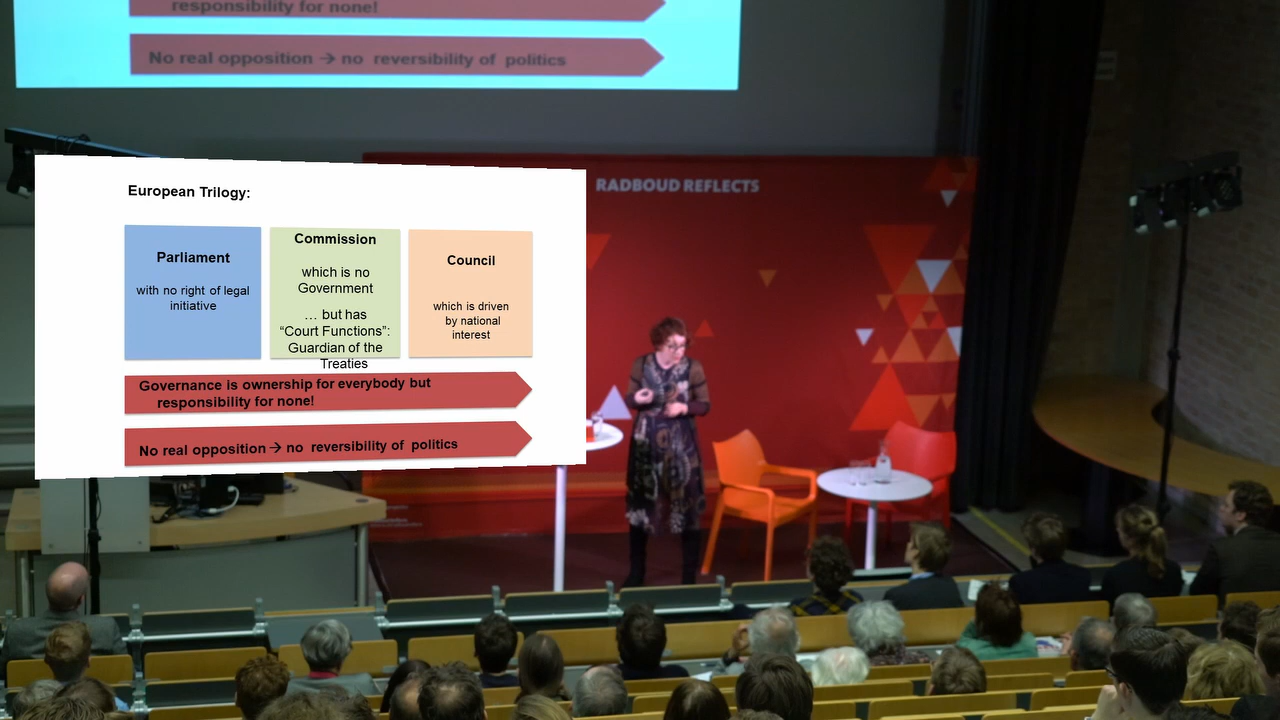 responsibility for none!
No real opposition → no reversibility of politics
RADBOUD REFLECTS
European Trilogy:
Parliament
with no right of legal
initiative
Commission
which is no
Government
… but has
“Court Functions”:
Guardian of the
Treaties
Council
which is driven
by national
interest
Governance is ownership for everybody but
responsibility for none!
No real opposition → no reversibility of politics